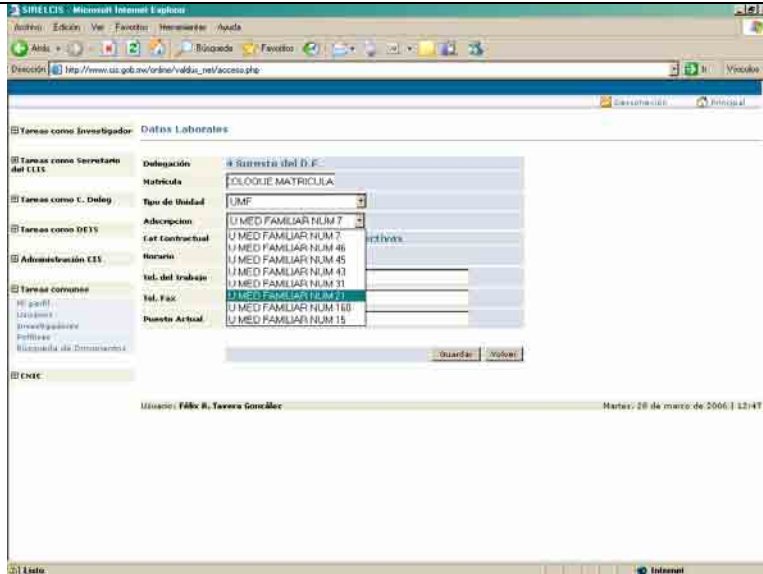 SIRELCIS - Microsoft Internet Explorer
Archivo Edición Ver Favoritos Herramientas Ayuda
Atrás Búsqueda Favoritos
Dirección http://www.cis.gob.mx/online/valdus_net/acceso.php Ir Vínculos
Principal
Tareas como Investigador
Datos Laborales
Tareas como Secretario del CLIS
Delegación 4 Sureste del D.F.
Matrícula COLOQUE MATRICULA
Tareas como C. Deleg
Tipo de Unidad UMF
Adscripcion U MED FAMILIAR NUM 7
Tareas como DEIS
Cat Contractual
U MED FAMILIAR NUM 7
ctivas
U MED FAMILIAR NUM 46
Administración CIS
Horario
U MED FAMILIAR NUM 45
U MED FAMILIAR NUM 43
Tel. del trabajo
U MED FAMILIAR NUM 31
Tareas comunes
U MED FAMILIAR NUM 21
Tel. Fax
Mi perfil
U MED FAMILIAR NUM 160
Usuarios
Puesto Actual
U MED FAMILIAR NUM 15
Investigadores
Políticas
Búsqueda de Documentos
Guardar Volver
CNIC
Usuario: Félix R. Tavera González
Martes, 28 de marzo de 2006 | 12:47
Listo
Internet